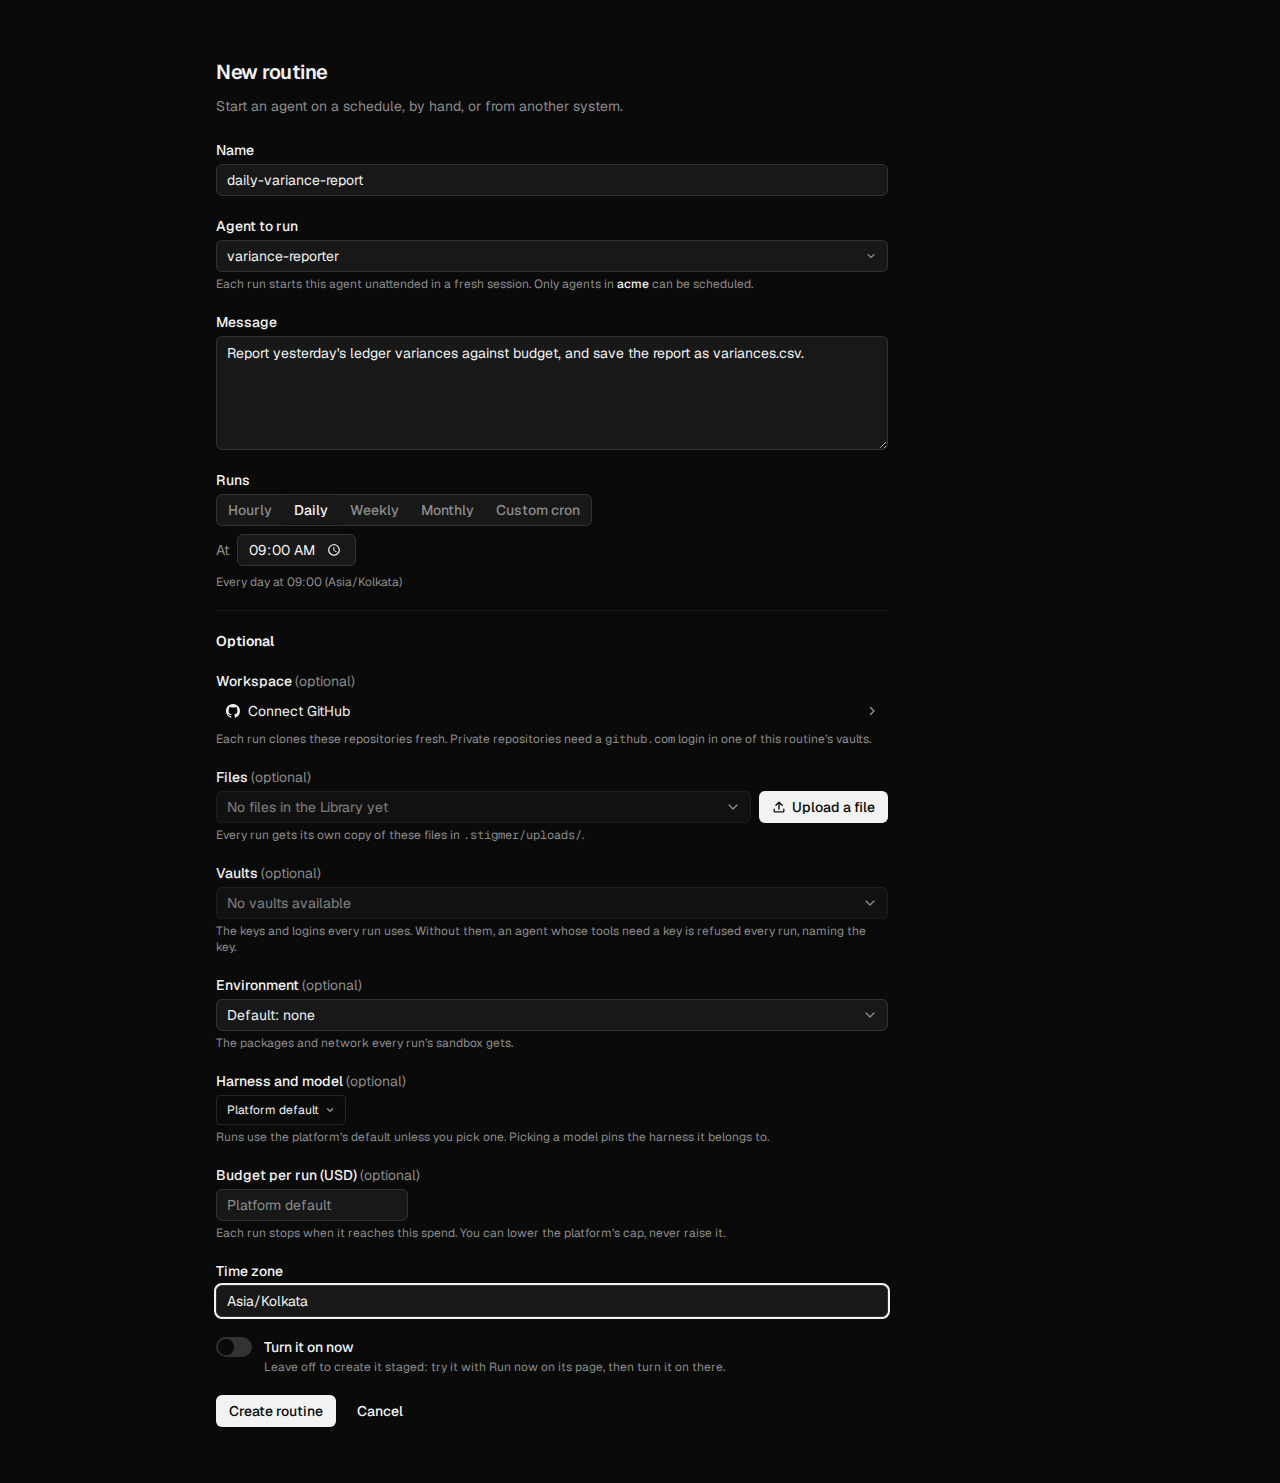 New routine
Start an agent on a schedule, by hand, or from another system.
Name
daily-variance-report
Agent to run
variance-reporter
Each run starts this agent unattended in a fresh session. Only agents in acme can be scheduled.
Message
Report yesterday's ledger variances against budget, and save the report as variances.csv.
Runs
Hourly Daily Weekly Monthly Custom cron
At 09:00 AM
Every day at 09:00 (Asia/Kolkata)
Optional
Workspace (optional)
Connect GitHub
Each run clones these repositories fresh. Private repositories need a github.com login in one of this routine's vaults.
Files (optional)
No files in the Library yet Upload a file
Every run gets its own copy of these files in .stigmer/uploads/.
Vaults (optional)
No vaults available
The keys and logins every run uses. Without them, an agent whose tools need a key is refused every run, naming the
key.
Environment (optional)
Default: none
The packages and network every run's sandbox gets.
Harness and model (optional)
Platform default
Runs use the platform's default unless you pick one. Picking a model pins the harness it belongs to.
Budget per run (USD) (optional)
Platform default
Each run stops when it reaches this spend. You can lower the platform's cap, never raise it.
Time zone
Asia/Kolkata
Turn it on now
Leave off to create it staged: try it with Run now on its page, then turn it on there.
Create routine Cancel